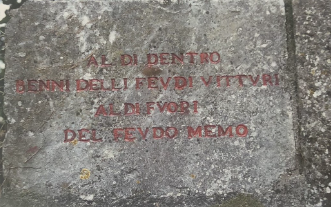 AL DI DENTRO
BENNI DELLI FEVDI VITTVRI
AL DI FVORI
DEL FEVDO MEMO